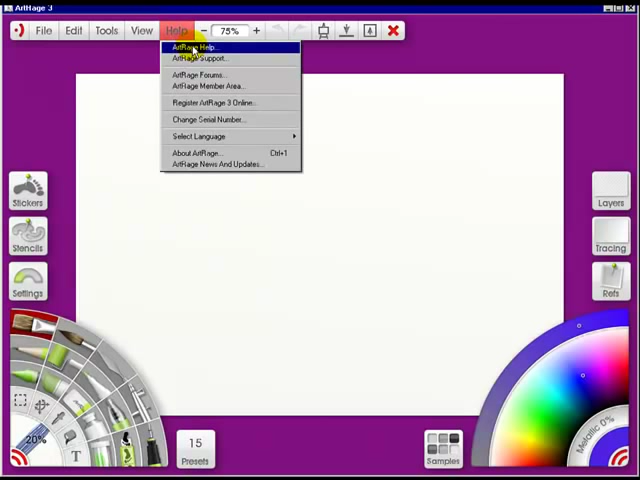 ArtRage 3
File Edit Tools View Help − 75% +
ArtRage Help...
ArtRage Support...
ArtRage Forums...
ArtRage Member Area...
Register ArtRage 3 Online...
Change Serial Number...
Select Language
About ArtRage... Ctrl+1
ArtRage News And Updates...
Stickers
Stencils
Settings
Layers
Tracing
Refs
20%
T
15
Presets
Samples
Metallic 0%